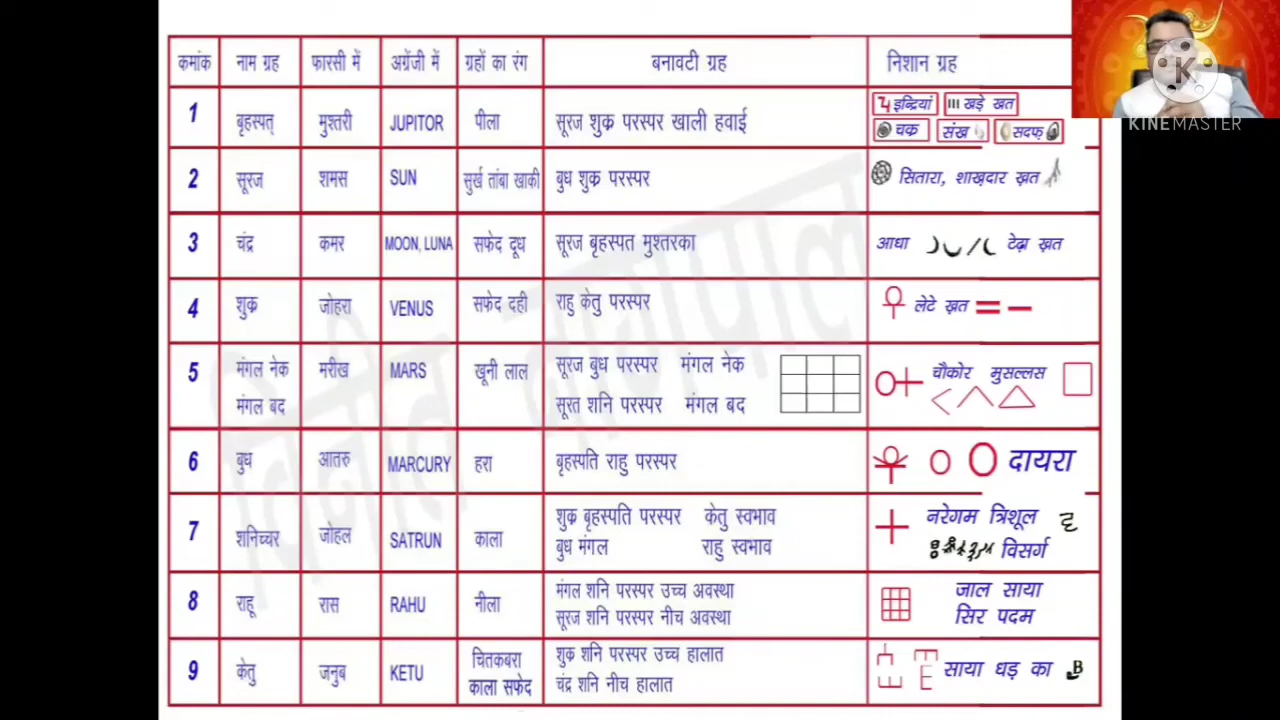 कमांक नाम ग्रह फारसी में अग्रेंजी में ग्रहों का रंग बनावटी ग्रह निशान ग्रह
1 बृहस्पत् मुश्तरी JUPITOR पीला सूरज शुक्र परस्पर खाली हवाई इन्द्रियां खड़े खत
चक्र संख सदफ़
2 सूरज शमस SUN सुर्ख तांबा खाकी बुध शुक्र परस्पर सितारा, शाख़दार ख़त
3 चंद्र कमर MOON, LUNA सफेद दूध सूरज बृहस्पत मुश्तरका आधा टेढ़ा ख़त
4 शुक्र जोहरा VENUS सफेद दही राहु केतु परस्पर लेटे ख़त
5 मंगल नेक मरीख MARS खूनी लाल सूरज बुध परस्पर मंगल नेक चौकोर मुसल्लस
मंगल बद सूरत शनि परस्पर मंगल बद
6 बुध आतरु MARCURY हरा बृहस्पति राहु परस्पर दायरा
7 शनिच्चर जोहल SATRUN काला शुक्र बृहस्पति परस्पर केतु स्वभाव नरेगम त्रिशूल
बुध मंगल राहु स्वभाव विसर्ग
8 राहू रास RAHU नीला मंगल शनि परस्पर उच्च अवस्था जाल साया
सूरज शनि परस्पर नीच अवस्था सिर पदम
9 केतु जनुब KETU चितकबरा शुक्र शनि परस्पर उच्च हालात साया धड़ का
काला सफेद चंद्र शनि नीच हालात
K
KINEMASTER